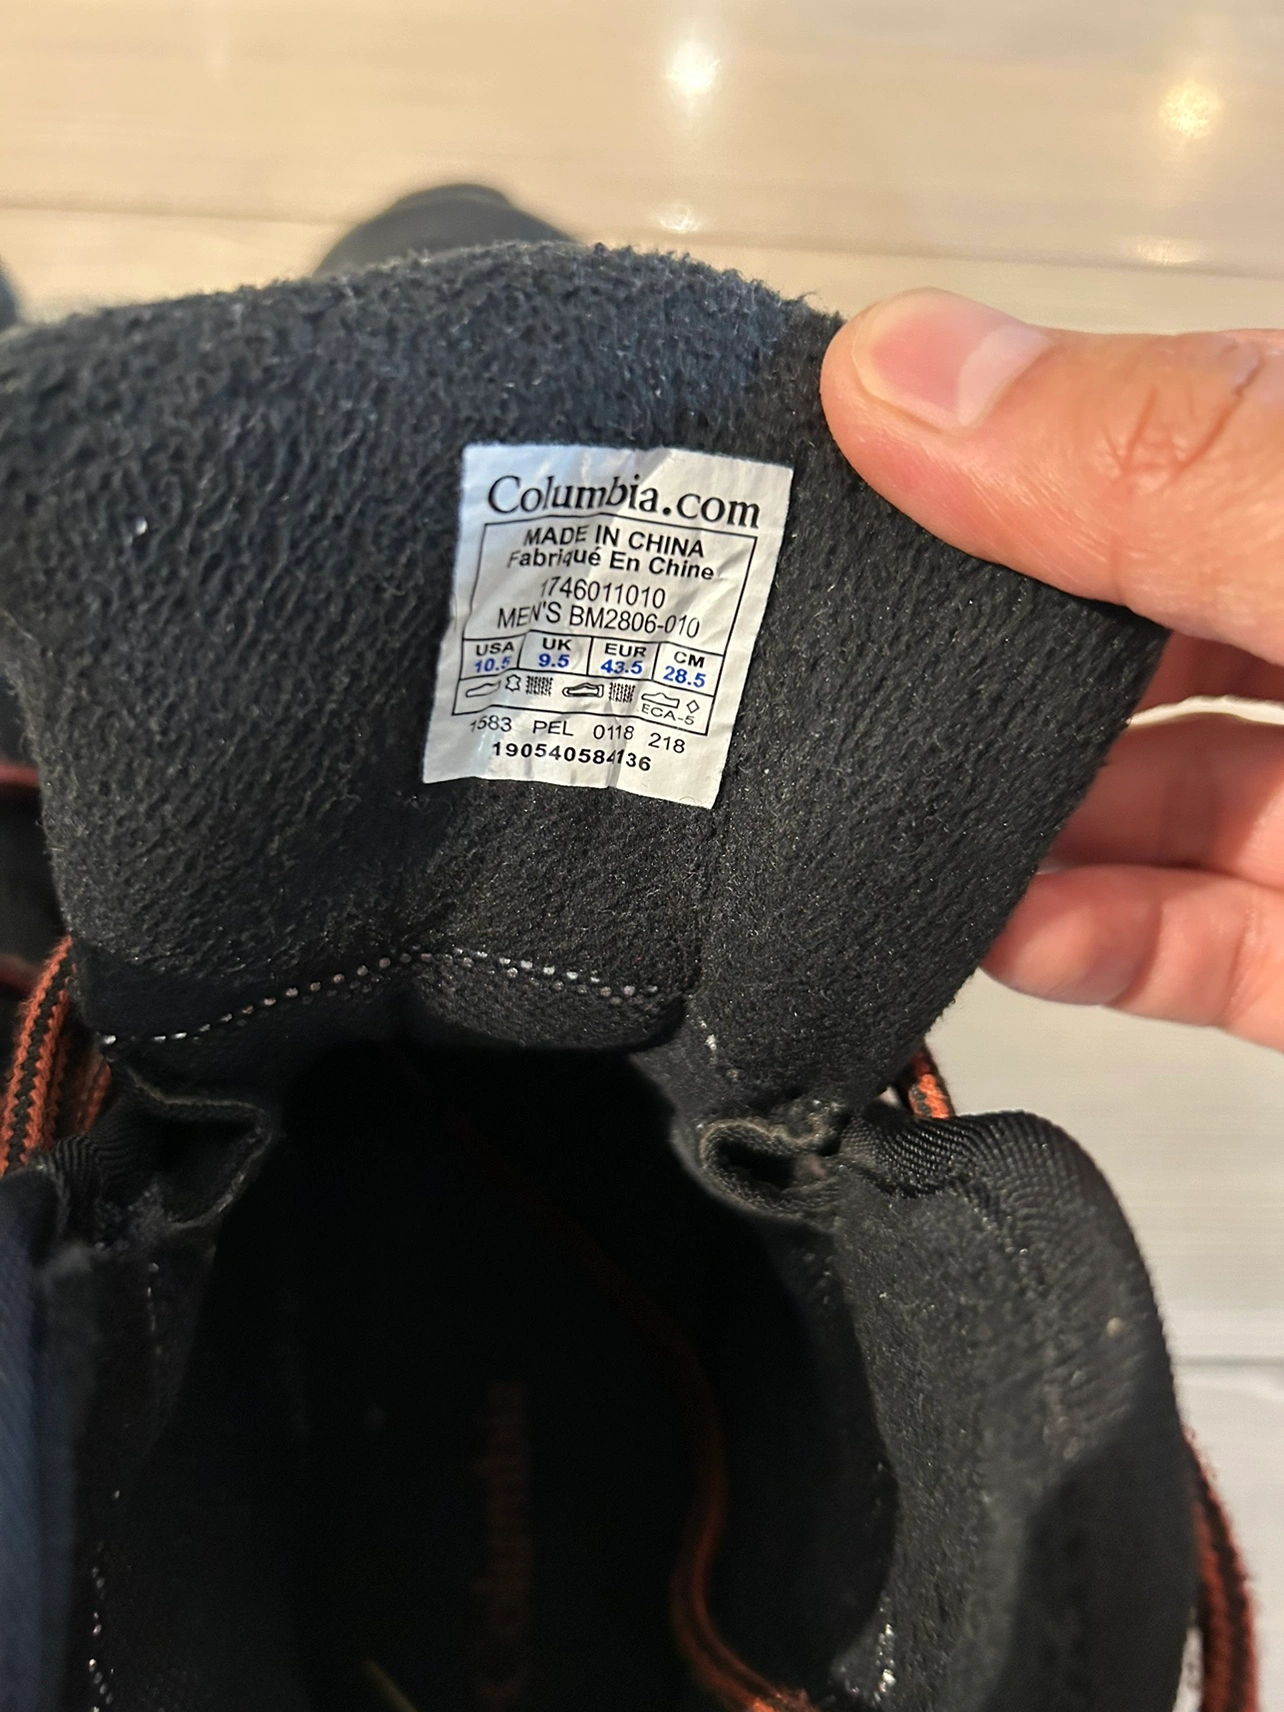 Columbia.com
MADE IN CHINA
Fabriqué En Chine
1746011010
MEN'S BM2806-010
USA UK EUR CM
10.5 9.5 43.5 28.5
ECA-5
1583 PEL 0118 218
190540584136